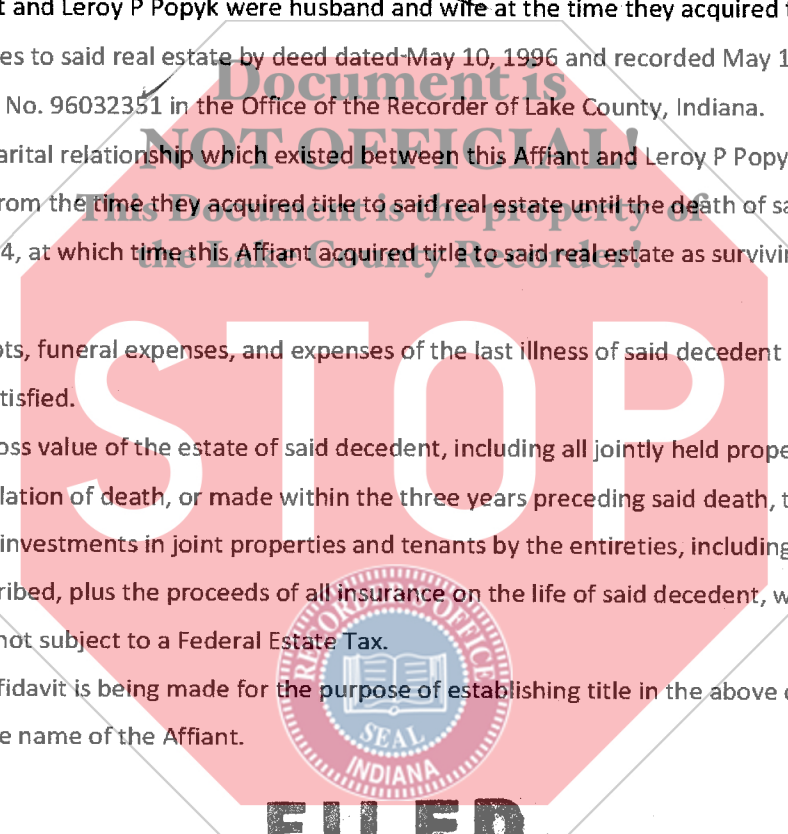 t and Leroy P Popyk were husband and wife at the time they acquired t
es to said real estate by deed dated May 10, 1996 and recorded May 1
Document is
No. 96032351 in the Office of the Recorder of Lake County, Indiana.
NOT OFFICIAL!
arital relationship which existed between this Affiant and Leroy P Popy
This Document is the property of
rom the time they acquired title to said real estate until the death of sa
the Lake County Recorder!
4, at which time this Affiant acquired title to said real estate as survivin
STOP
ots, funeral expenses, and expenses of the last illness of said decedent
tisfied.
oss value of the estate of said decedent, including all jointly held prope
lation of death, or made within the three years preceding said death, t
investments in joint properties and tenants by the entireties, including
ribed, plus the proceeds of all insurance on the life of said decedent, w
not subject to a Federal Estate Tax.
RECORDER'S OFFICE
SEAL
INDIANA
fidavit is being made for the purpose of establishing title in the above
e name of the Affiant.
FILED